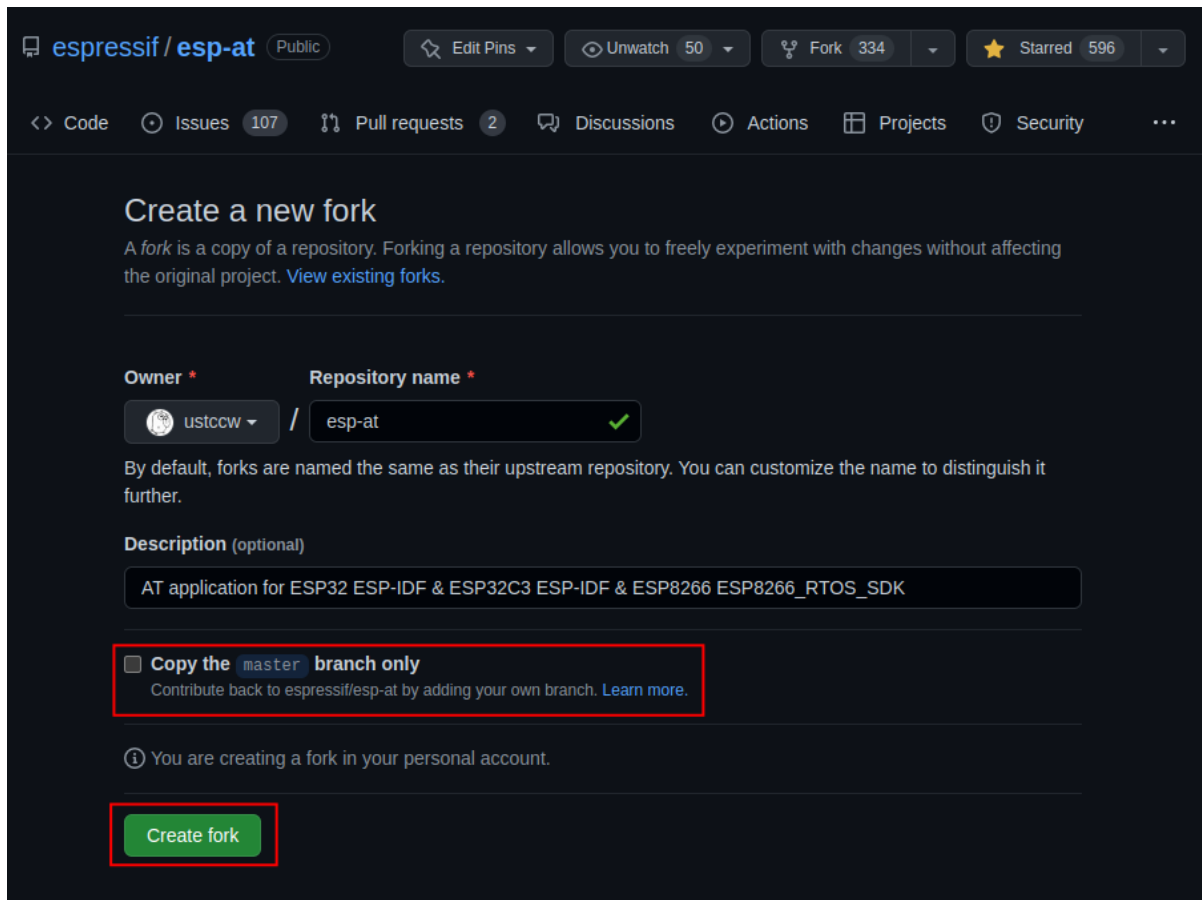 espressif / esp-at Public Edit Pins Unwatch 50 Fork 334 Starred 596
Code Issues 107 Pull requests 2 Discussions Actions Projects Security ...
Create a new fork
A fork is a copy of a repository. Forking a repository allows you to freely experiment with changes without affecting
the original project. View existing forks.
Owner * Repository name *
ustccw / esp-at
By default, forks are named the same as their upstream repository. You can customize the name to distinguish it
further.
Description (optional)
AT application for ESP32 ESP-IDF & ESP32C3 ESP-IDF & ESP8266 ESP8266_RTOS_SDK
Copy the master branch only
Contribute back to espressif/esp-at by adding your own branch. Learn more.
You are creating a fork in your personal account.
Create fork